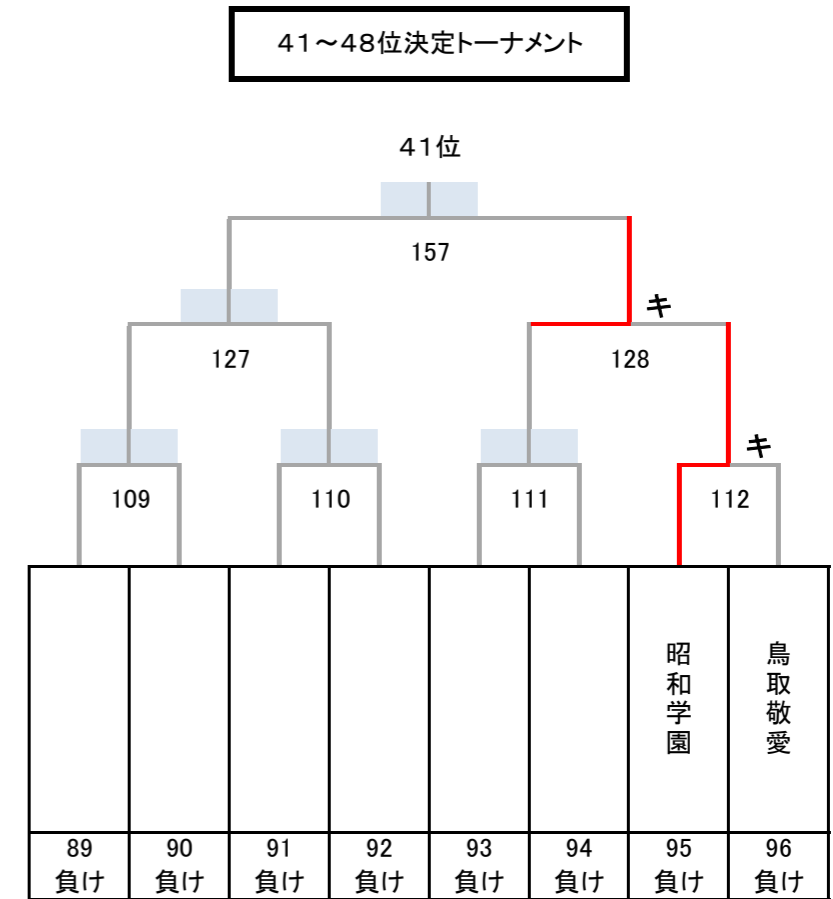 41～48位決定トーナメント
41位
157
キ
127
128
キ
109
110
111
112
昭和学園
鳥取敬愛
89
90
91
92
93
94
95
96
負け
負け
負け
負け
負け
負け
負け
負け